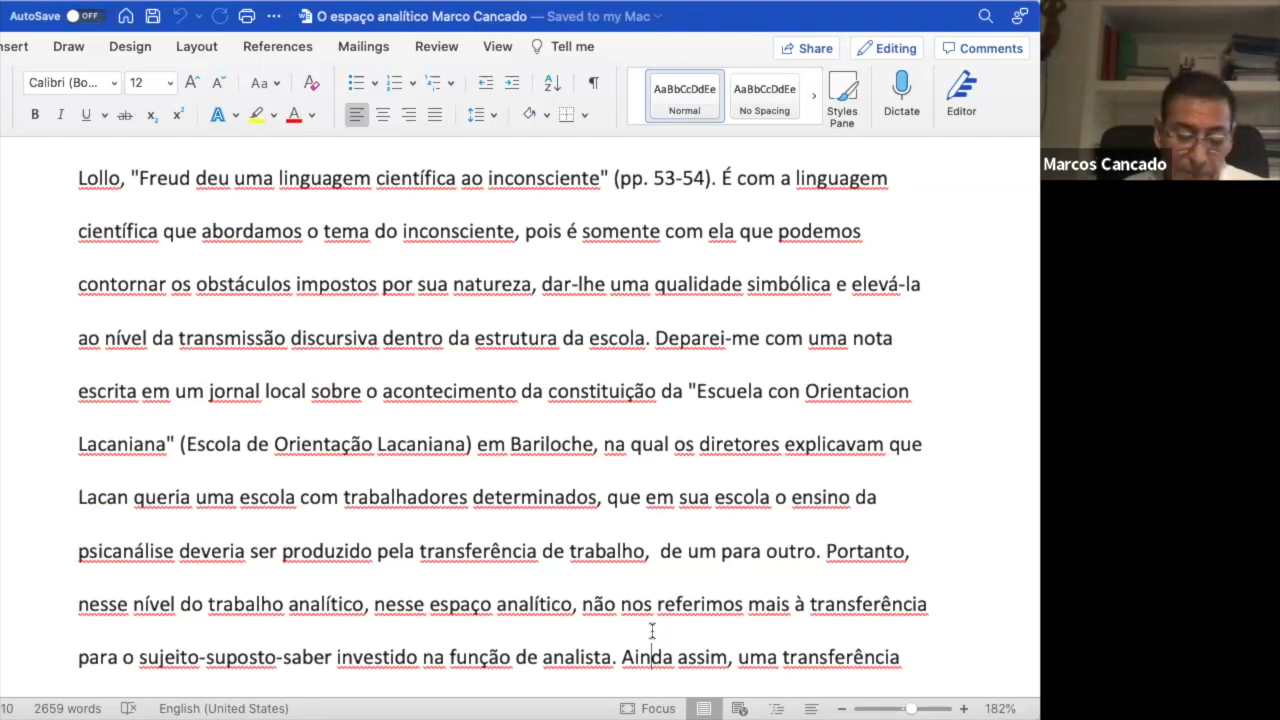 AutoSave OFF O espaço analítico Marco Cancado — Saved to my Mac
nsert Draw Design Layout References Mailings Review View Tell me Share Editing Comments
Calibri (Bo... 12 Aa AaBbCcDdEe AaBbCcDdEe
Normal No Spacing Styles Pane Dictate Editor
Marcos Cancado
Lollo, "Freud deu uma linguagem científica ao inconsciente" (pp. 53-54). É com a linguagem
científica que abordamos o tema do inconsciente, pois é somente com ela que podemos
contornar os obstáculos impostos por sua natureza, dar-lhe uma qualidade simbólica e elevá-la
ao nível da transmissão discursiva dentro da estrutura da escola. Deparei-me com uma nota
escrita em um jornal local sobre o acontecimento da constituição da "Escuela con Orientacion
Lacaniana" (Escola de Orientação Lacaniana) em Bariloche, na qual os diretores explicavam que
Lacan queria uma escola com trabalhadores determinados, que em sua escola o ensino da
psicanálise deveria ser produzido pela transferência de trabalho,  de um para outro. Portanto,
nesse nível do trabalho analítico, nesse espaço analítico, não nos referimos mais à transferência
para o sujeito-suposto-saber investido na função de analista. Ainda assim, uma transferência
10 2659 words English (United States) Focus 182%